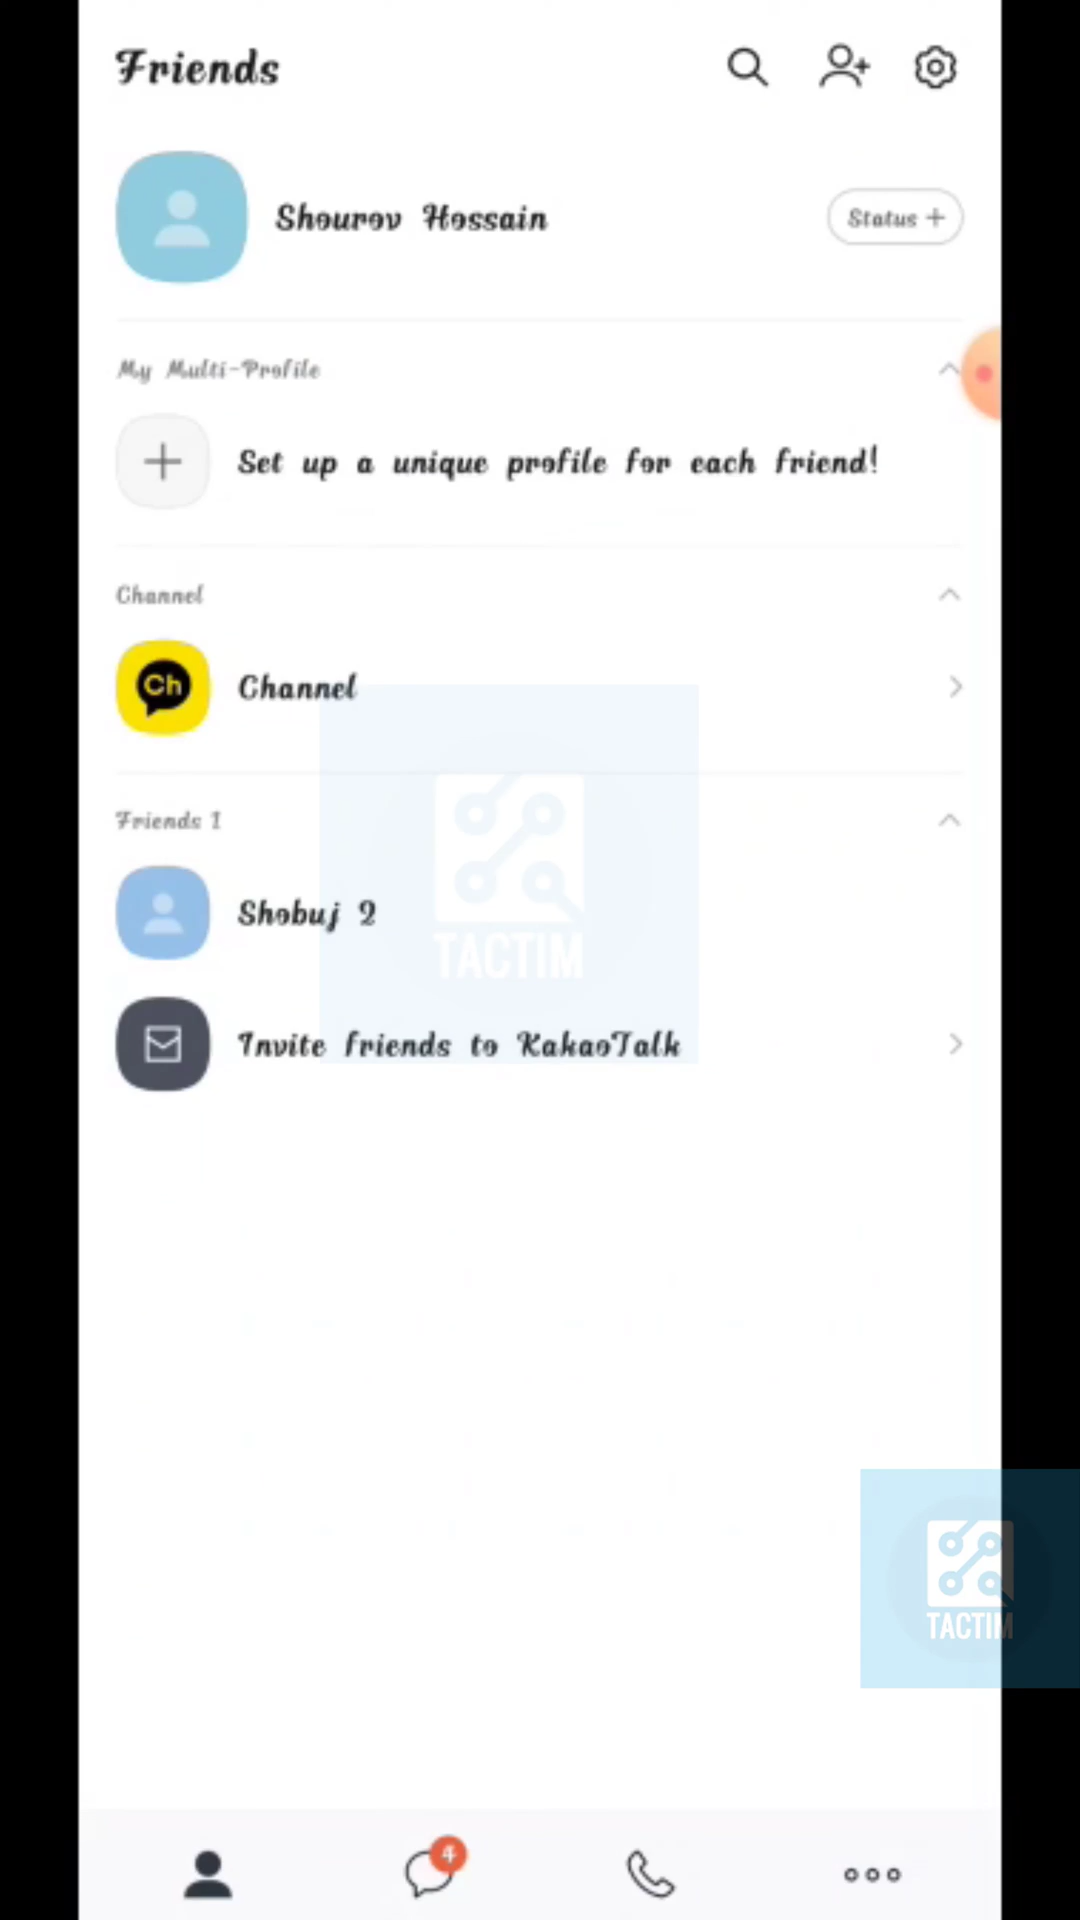 Friends
Shourov Hossain
Status +
My Multi-Profile
Set up a unique profile for each friend!
Channel
Ch
Channel
Friends 1
Shobuj 2
TACTIM
Invite friends to KakaoTalk
TACTIM
4